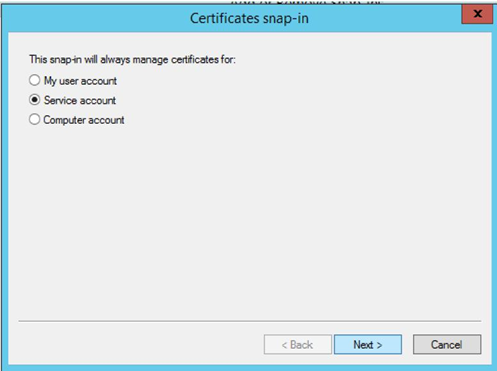 Certificates snap-in
x
This snap-in will always manage certificates for:
My user account
Service account
Computer account
< Back
Next >
Cancel